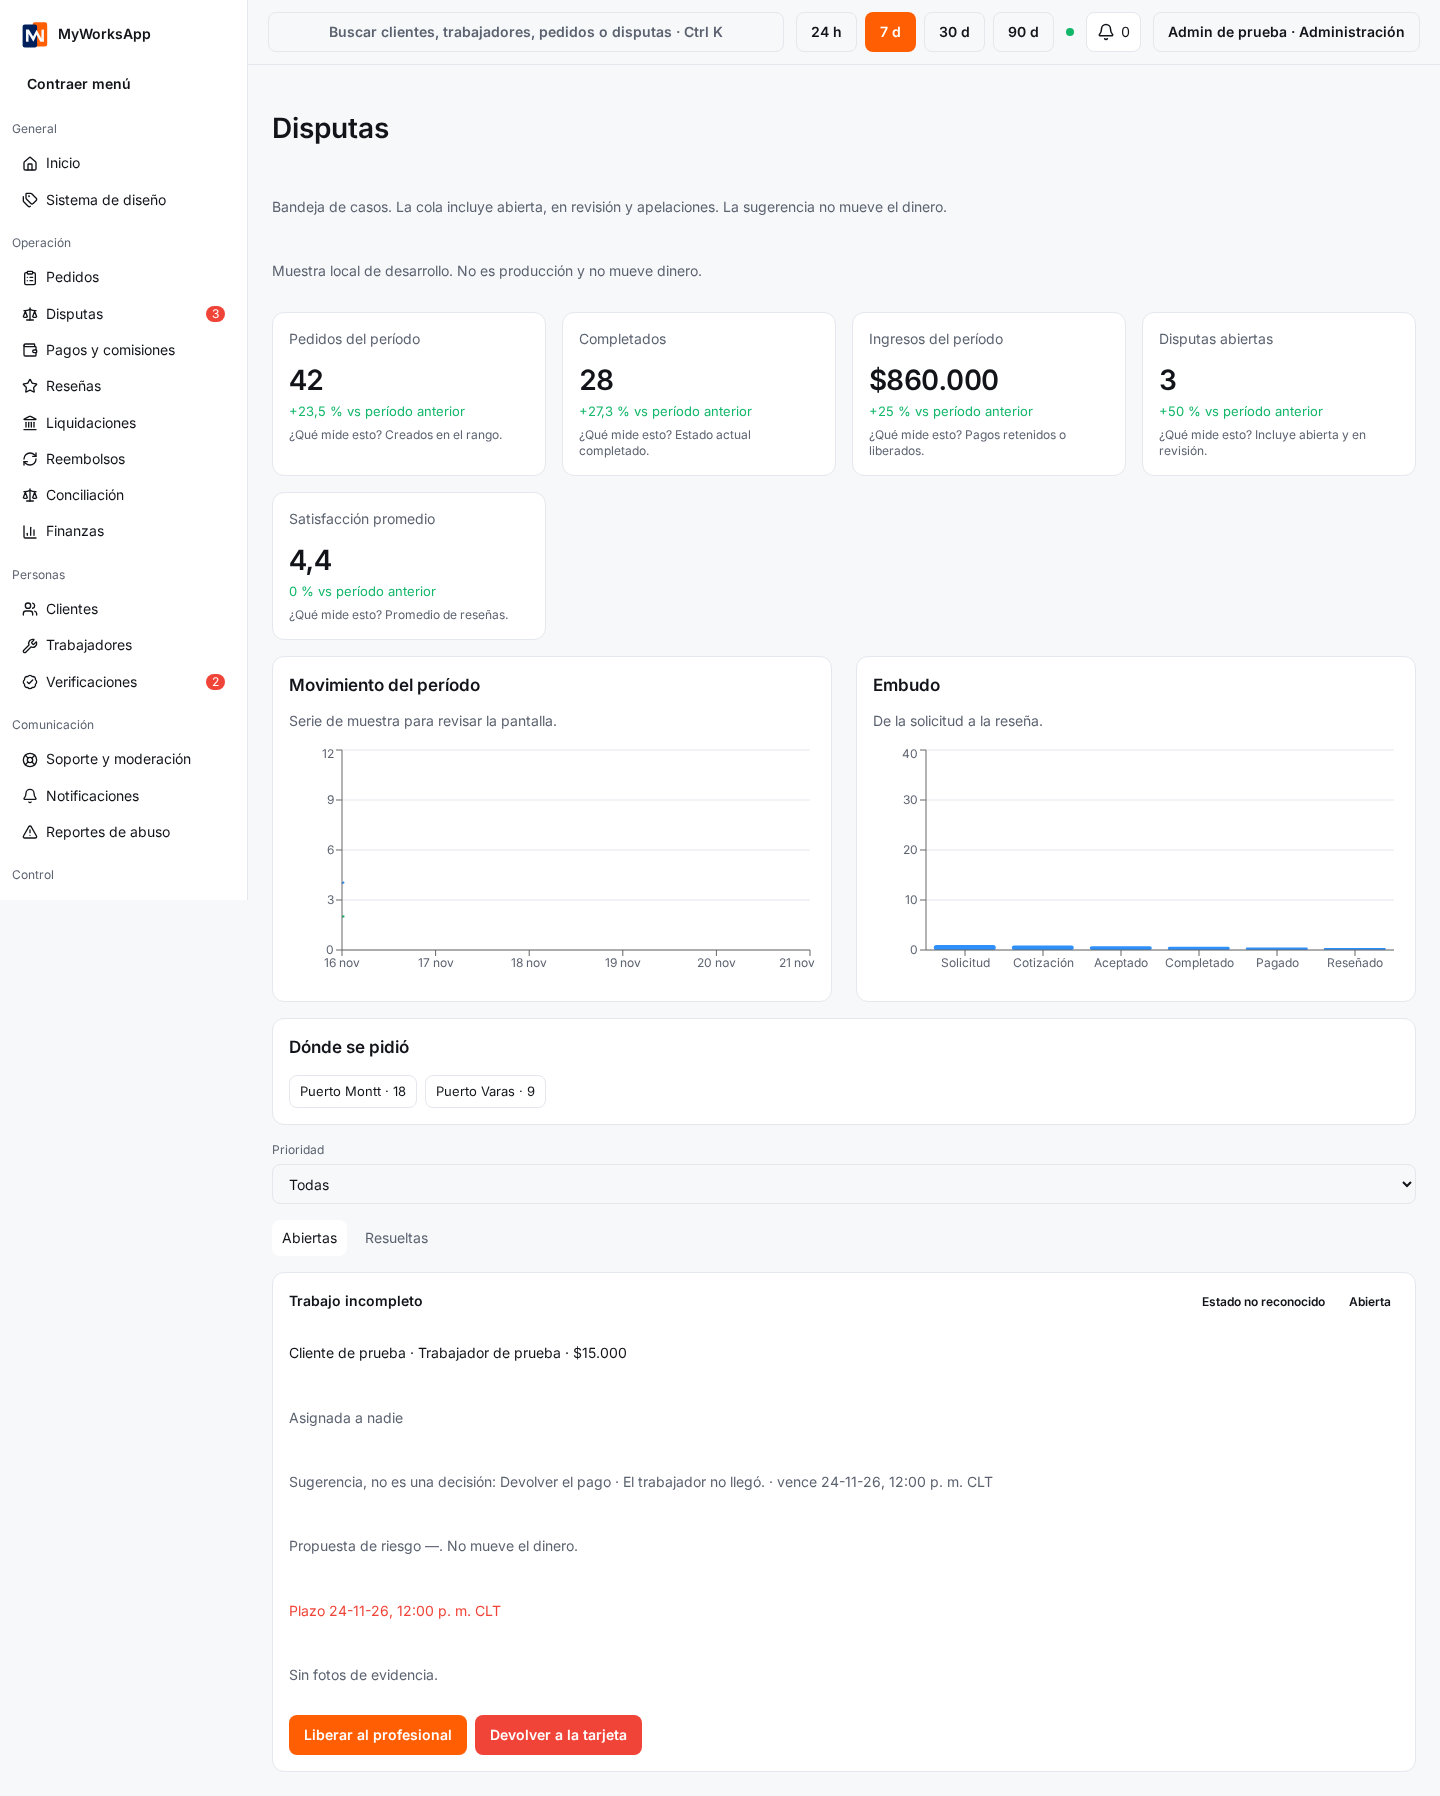 MyWorksApp
Contraer menú
General
Inicio
Sistema de diseño
Operación
Pedidos
Disputas 3
Pagos y comisiones
Reseñas
Liquidaciones
Reembolsos
Conciliación
Finanzas
Personas
Clientes
Trabajadores
Verificaciones 2
Comunicación
Soporte y moderación
Notificaciones
Reportes de abuso
Control
Buscar clientes, trabajadores, pedidos o disputas · Ctrl K
24 h
7 d
30 d
90 d
0
Admin de prueba · Administración
Disputas
Bandeja de casos. La cola incluye abierta, en revisión y apelaciones. La sugerencia no mueve el dinero.
Muestra local de desarrollo. No es producción y no mueve dinero.
Pedidos del período
42
+23,5 % vs período anterior
¿Qué mide esto? Creados en el rango.
Completados
28
+27,3 % vs período anterior
¿Qué mide esto? Estado actual
completado.
Ingresos del período
$860.000
+25 % vs período anterior
¿Qué mide esto? Pagos retenidos o
liberados.
Disputas abiertas
3
+50 % vs período anterior
¿Qué mide esto? Incluye abierta y en
revisión.
Satisfacción promedio
4,4
0 % vs período anterior
¿Qué mide esto? Promedio de reseñas.
Movimiento del período
Serie de muestra para revisar la pantalla.
12
9
6
3
0
16 nov 17 nov 18 nov 19 nov 20 nov 21 nov
Embudo
De la solicitud a la reseña.
40
30
20
10
0
Solicitud Cotización Aceptado Completado Pagado Reseñado
Dónde se pidió
Puerto Montt · 18
Puerto Varas · 9
Prioridad
Todas
Abiertas
Resueltas
Trabajo incompleto
Estado no reconocido
Abierta
Cliente de prueba · Trabajador de prueba · $15.000
Asignada a nadie
Sugerencia, no es una decisión: Devolver el pago · El trabajador no llegó. · vence 24-11-26, 12:00 p. m. CLT
Propuesta de riesgo —. No mueve el dinero.
Plazo 24-11-26, 12:00 p. m. CLT
Sin fotos de evidencia.
Liberar al profesional
Devolver a la tarjeta